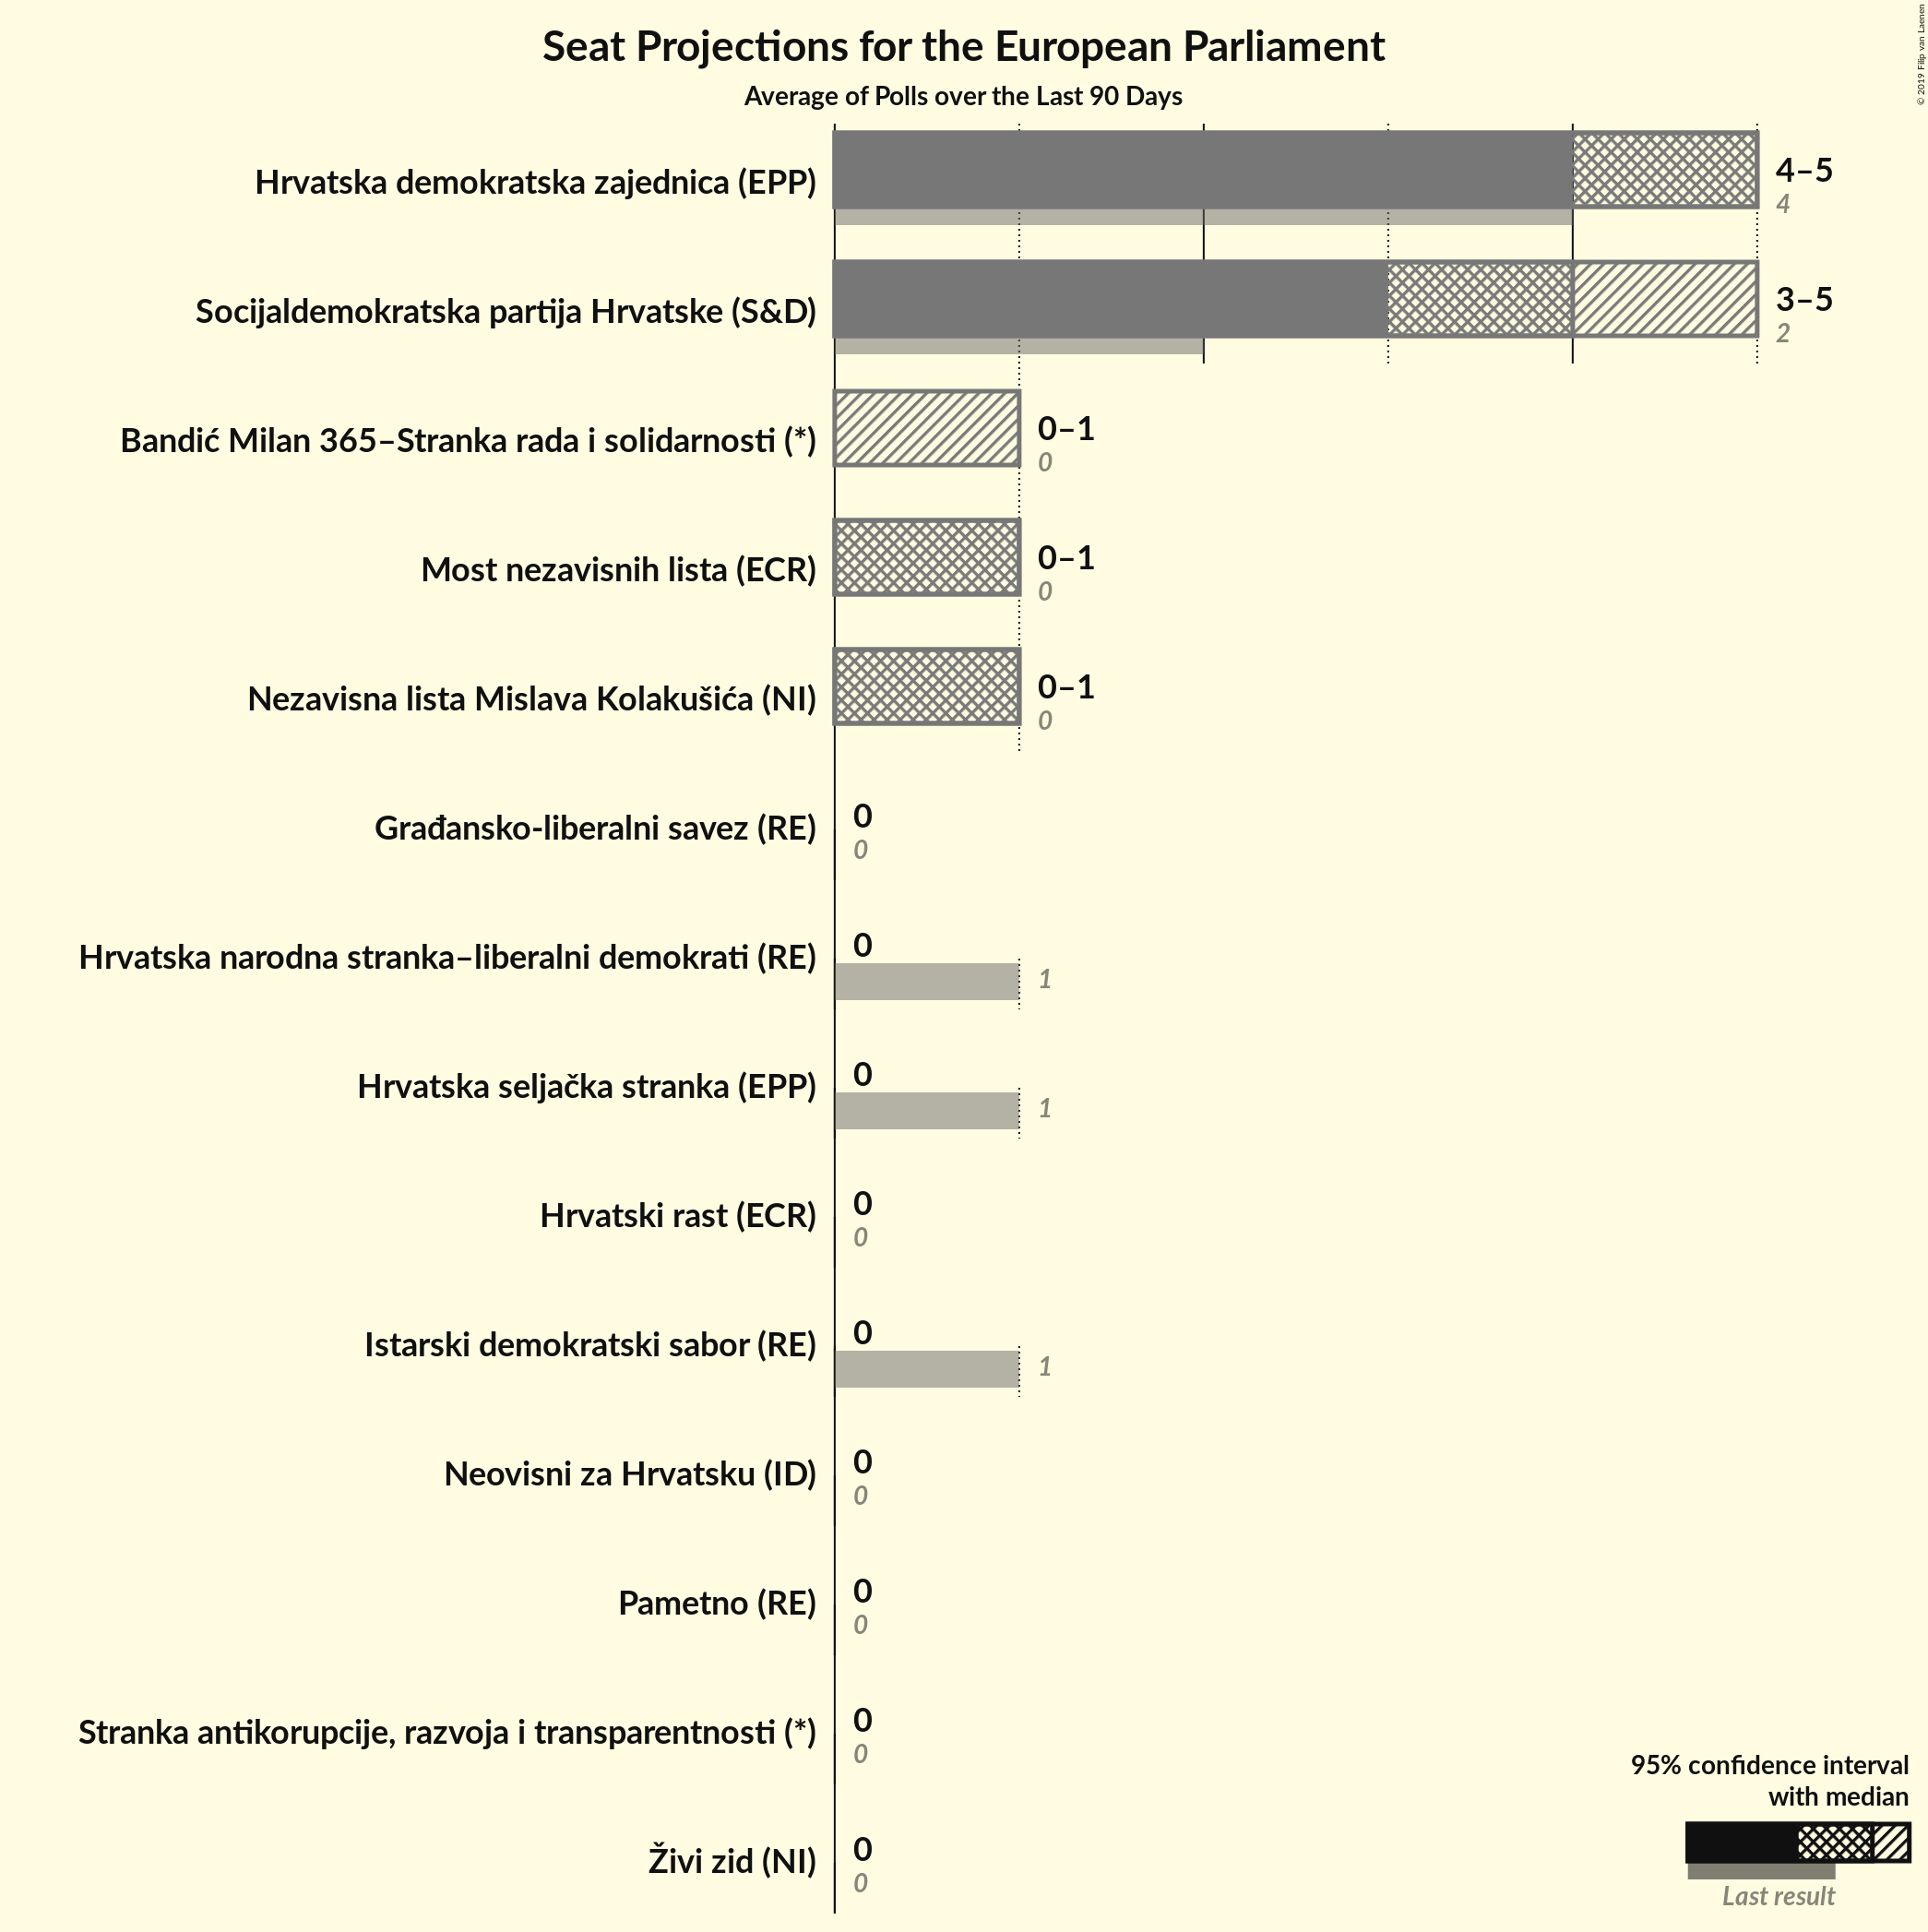 Seat Projections for the European Parliament
Average of Polls over the Last 90 Days
© 2019 Filip van Laenen
Hrvatska demokratska zajednica (EPP)
4–5
4
Socijaldemokratska partija Hrvatske (S&D)
3–5
2
Bandić Milan 365–Stranka rada i solidarnosti (*)
0–1
0
Most nezavisnih lista (ECR)
0–1
0
Nezavisna lista Mislava Kolakušića (NI)
0–1
0
Građansko-liberalni savez (RE)
0
0
Hrvatska narodna stranka–liberalni demokrati (RE)
0
1
Hrvatska seljačka stranka (EPP)
0
1
Hrvatski rast (ECR)
0
0
Istarski demokratski sabor (RE)
0
1
Neovisni za Hrvatsku (ID)
0
0
Pametno (RE)
0
0
Stranka antikorupcije, razvoja i transparentnosti (*)
0
0
Živi zid (NI)
0
0
95% confidence interval
with median
Last result